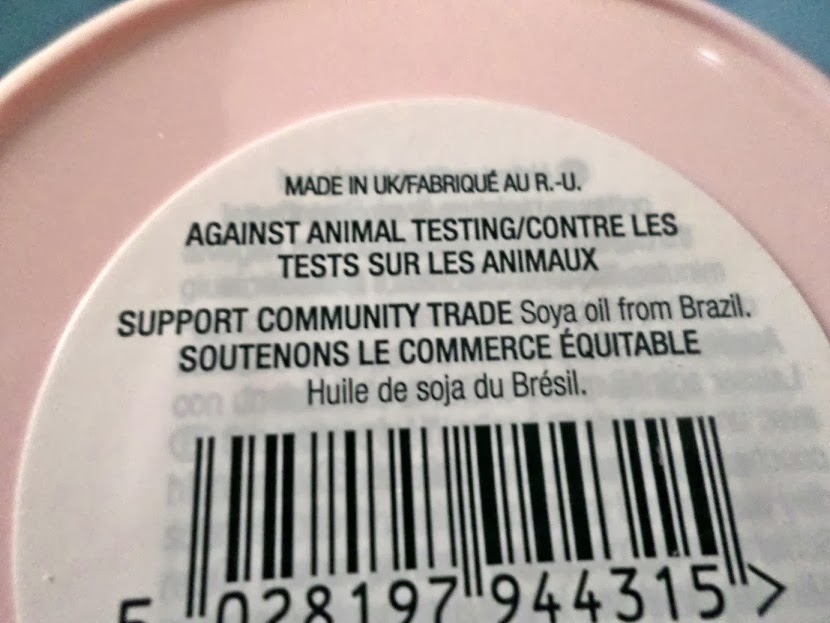 MADE IN UK/FABRIQUÉ AU R.-U.
AGAINST ANIMAL TESTING/CONTRE LES
TESTS SUR LES ANIMAUX
SUPPORT COMMUNITY TRADE Soya oil from Brazil.
SOUTENONS LE COMMERCE ÉQUITABLE
Huile de soja du Brésil.
5 028197 944315 >